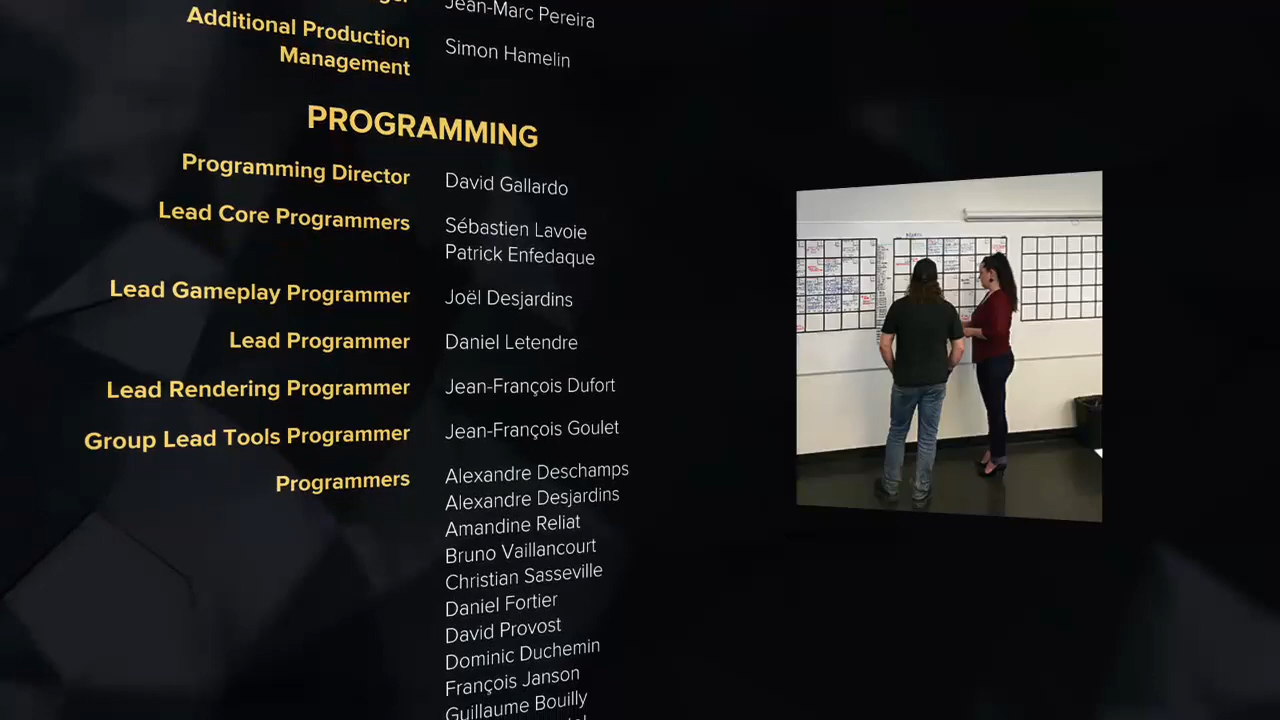 Jean-Marc Pereira
Additional Production
Management
Simon Hamelin
PROGRAMMING
Programming Director
David Gallardo
Lead Core Programmers
Sébastien Lavoie
Patrick Enfedaque
Lead Gameplay Programmer
Joël Desjardins
Lead Programmer
Daniel Letendre
Lead Rendering Programmer
Jean-François Dufort
Group Lead Tools Programmer
Jean-François Goulet
Programmers
Alexandre Deschamps
Alexandre Desjardins
Amandine Reliat
Bruno Vaillancourt
Christian Sasseville
Daniel Fortier
David Provost
Dominic Duchemin
François Janson
Guillaume Bouilly